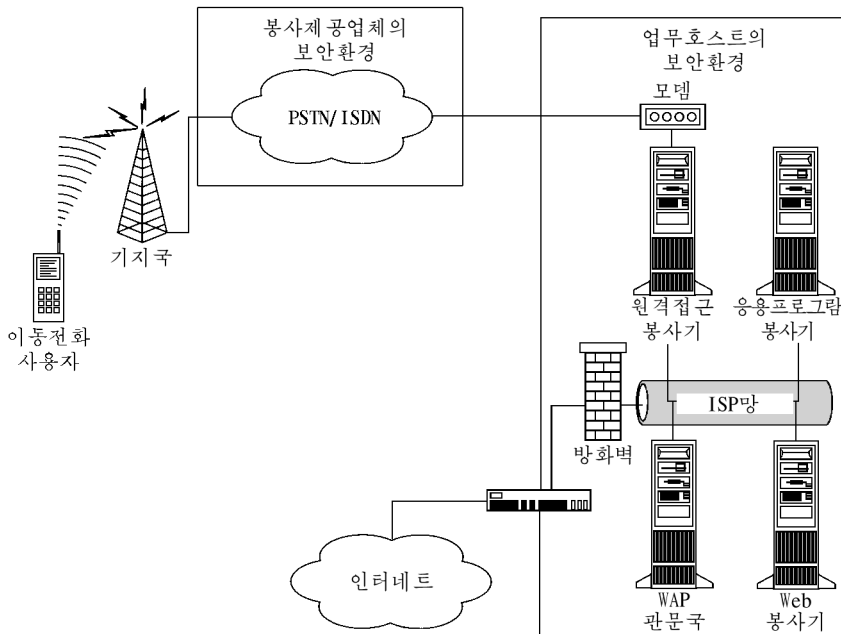 봉사제공업체의
보안환경
PSTN/ISDN
업무호스트의
보안환경
모뎀
기지국
이동전화
사용자
원격접근
봉사기
응용프로그람
봉사기
ISP망
방화벽
인터네트
WAP
관문국
Web
봉사기